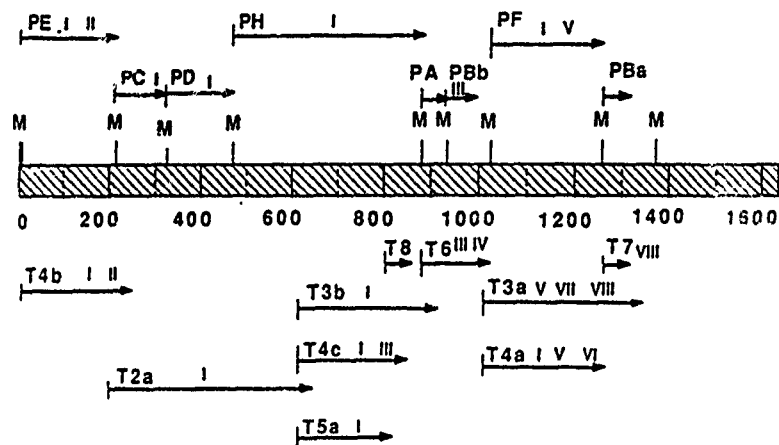 PE I II PH I PF I V
PC I PD I PA PBb III PBa
M M M M M M M M M
0 200 400 600 800 1000 1200 1400 1600
T8 T6 III IV T7 VIII
T4b I II T3b I T3a V VII VIII
T4c I III T4a I V VI
T2a I
T5a I